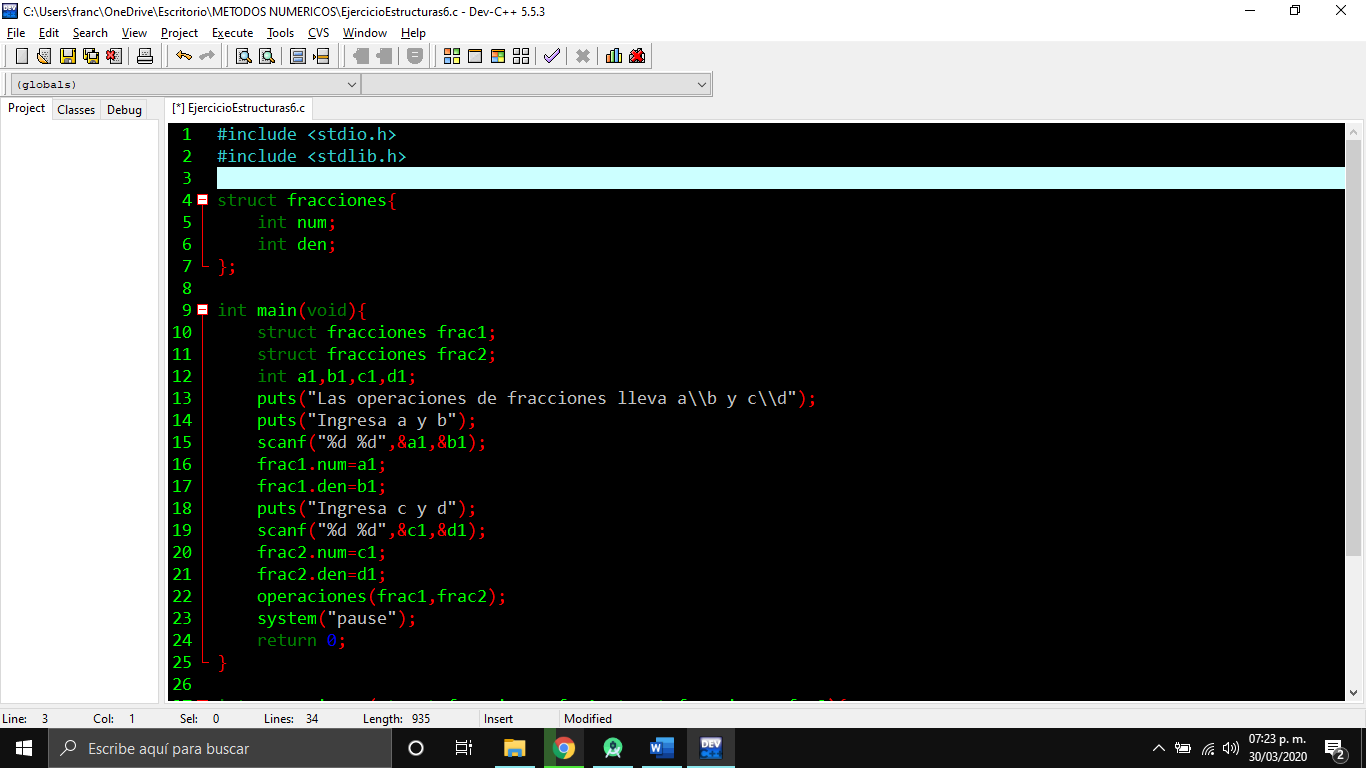 C:\Users\franc\OneDrive\Escritorio\METODOS NUMERICOS\EjercicioEstructuras6.c - Dev-C++ 5.5.3
File Edit Search View Project Execute Tools CVS Window Help
(globals)
Project Classes Debug
[*] EjercicioEstructuras6.c
1 #include <stdio.h>
2 #include <stdlib.h>
3
4 struct fracciones{
5 int num;
6 int den;
7 };
8
9 int main(void){
10 struct fracciones frac1;
11 struct fracciones frac2;
12 int a1,b1,c1,d1;
13 puts("Las operaciones de fracciones lleva a\\b y c\\d");
14 puts("Ingresa a y b");
15 scanf("%d %d",&a1,&b1);
16 frac1.num=a1;
17 frac1.den=b1;
18 puts("Ingresa c y d");
19 scanf("%d %d",&c1,&d1);
20 frac2.num=c1;
21 frac2.den=d1;
22 operaciones(frac1,frac2);
23 system("pause");
24 return 0;
25 }
26
Line: 3 Col: 1 Sel: 0 Lines: 34 Length: 935 Insert Modified
Escribe aquí para buscar
DEV C++
07:23 p. m.
30/03/2020
2